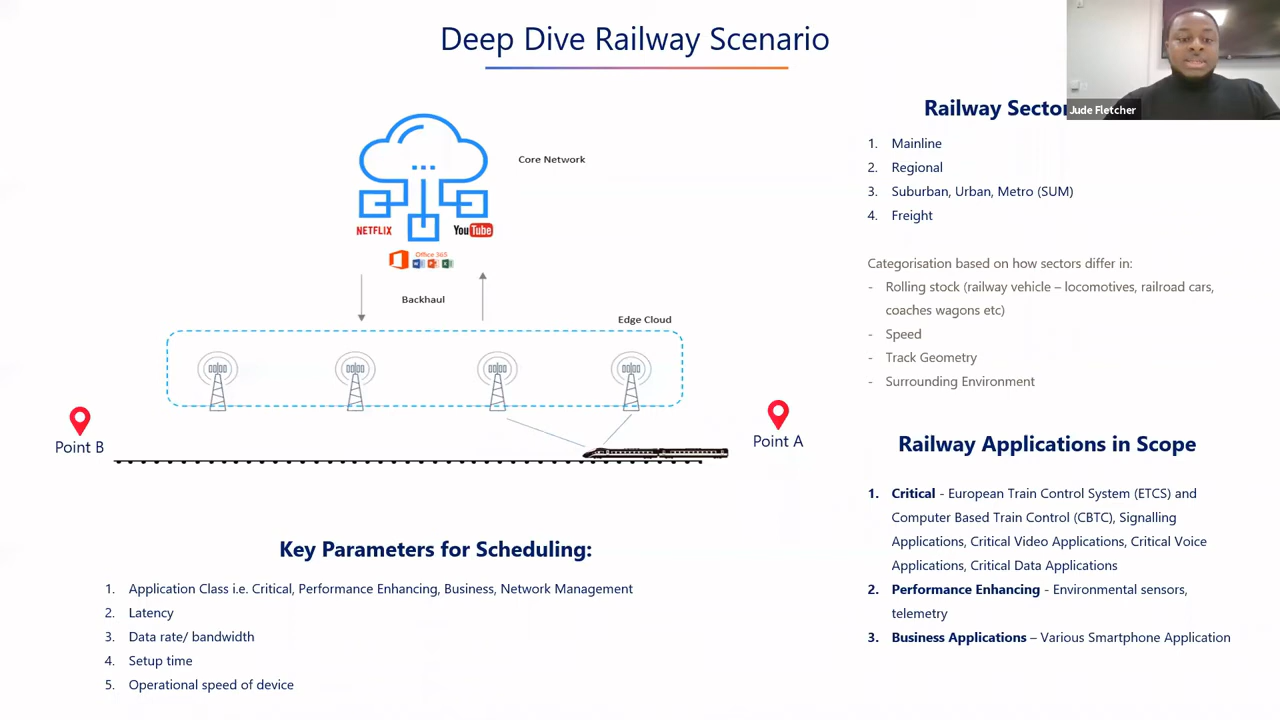 Deep Dive Railway Scenario
Jude Fletcher
Core Network
NETFLIX
YouTube
Office 365
Backhaul
Edge Cloud
Point B
Point A
Key Parameters for Scheduling:
1. Application Class i.e. Critical, Performance Enhancing, Business, Network Management
2. Latency
3. Data rate/ bandwidth
4. Setup time
5. Operational speed of device
Railway Sector
1. Mainline
2. Regional
3. Suburban, Urban, Metro (SUM)
4. Freight
Categorisation based on how sectors differ in:
- Rolling stock (railway vehicle – locomotives, railroad cars,
coaches wagons etc)
- Speed
- Track Geometry
- Surrounding Environment
Railway Applications in Scope
1. Critical - European Train Control System (ETCS) and
Computer Based Train Control (CBTC), Signalling
Applications, Critical Video Applications, Critical Voice
Applications, Critical Data Applications
2. Performance Enhancing - Environmental sensors,
telemetry
3. Business Applications – Various Smartphone Application